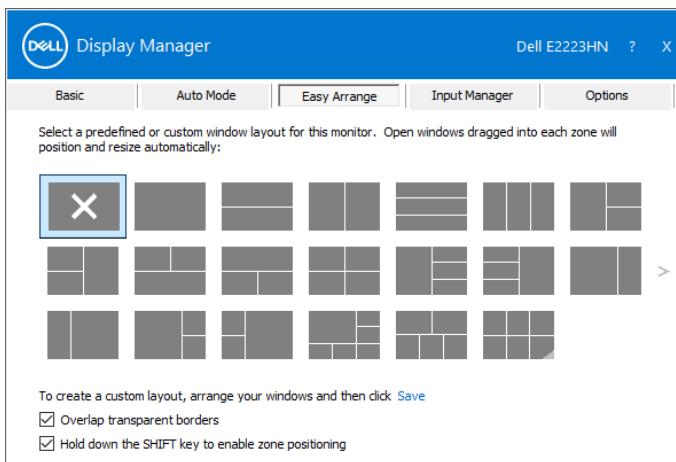 DELL Display Manager Dell E2223HN ? X
Basic Auto Mode Easy Arrange Input Manager Options
Select a predefined or custom window layout for this monitor. Open windows dragged into each zone will
position and resize automatically:
>
To create a custom layout, arrange your windows and then click Save
Overlap transparent borders
Hold down the SHIFT key to enable zone positioning